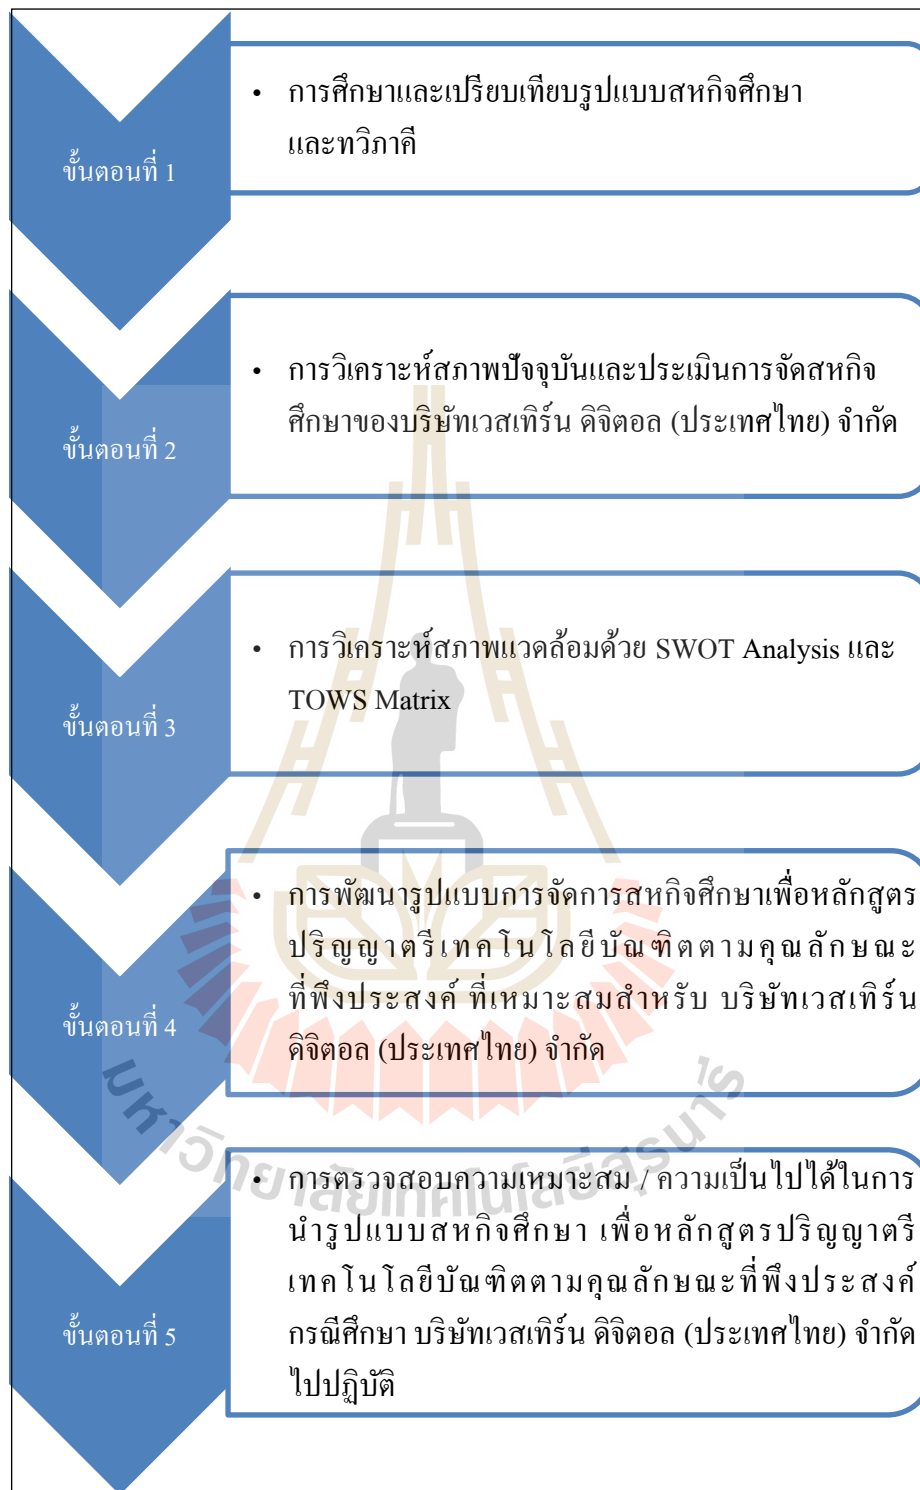 ขั้นตอนที่ 1
• การศึกษาและเปรียบเทียบรูปแบบสหกิจศึกษา
และทวิภาคี
ขั้นตอนที่ 2
• การวิเคราะห์สภาพปัจจุบันและประเมินการจัดสหกิจ
ศึกษาของบริษัทเวสเทิร์น ดิจิตอล (ประเทศไทย) จำกัด
ขั้นตอนที่ 3
• การวิเคราะห์สภาพแวดล้อมด้วย SWOT Analysis และ
TOWS Matrix
ขั้นตอนที่ 4
• การพัฒนารูปแบบการจัดการสหกิจศึกษาเพื่อหลักสูตร
ปริญญาตรีเทคโนโลยีบัณฑิตตามคุณลักษณะ
ที่พึงประสงค์ ที่เหมาะสมสำหรับ บริษัทเวสเทิร์น
ดิจิตอล (ประเทศไทย) จำกัด
ขั้นตอนที่ 5
• การตรวจสอบความเหมาะสม / ความเป็นไปได้ในการ
นำรูปแบบสหกิจศึกษา เพื่อหลักสูตรปริญญาตรี
เทคโนโลยีบัณฑิตตามคุณลักษณะที่พึงประสงค์
กรณีศึกษา บริษัทเวสเทิร์น ดิจิตอล (ประเทศไทย) จำกัด
ไปปฏิบัติ
มหาวิทยาลัยเทคโนโลยีสุรนารี